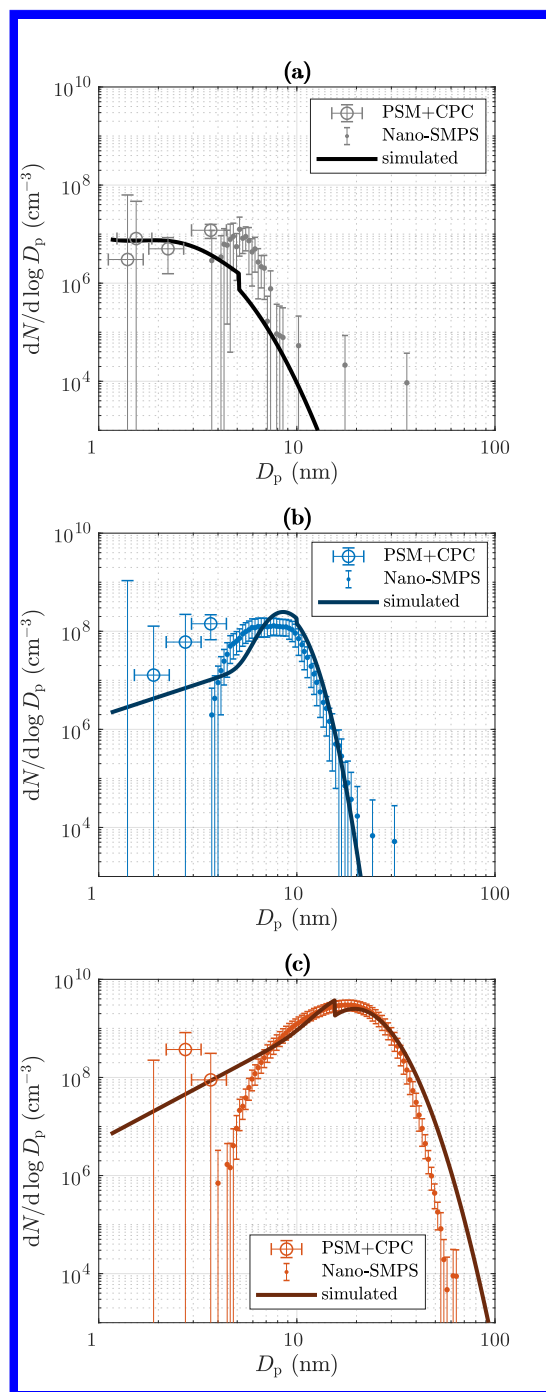 (a)
10^10
10^8
10^6
10^4
dN/d log D_p (cm^−3)
PSM+CPC
Nano-SMPS
simulated
1 10 100
D_p (nm)
(b)
10^10
10^8
10^6
10^4
dN/d log D_p (cm^−3)
PSM+CPC
Nano-SMPS
simulated
1 10 100
D_p (nm)
(c)
10^10
10^8
10^6
10^4
dN/d log D_p (cm^−3)
PSM+CPC
Nano-SMPS
simulated
1 10 100
D_p (nm)